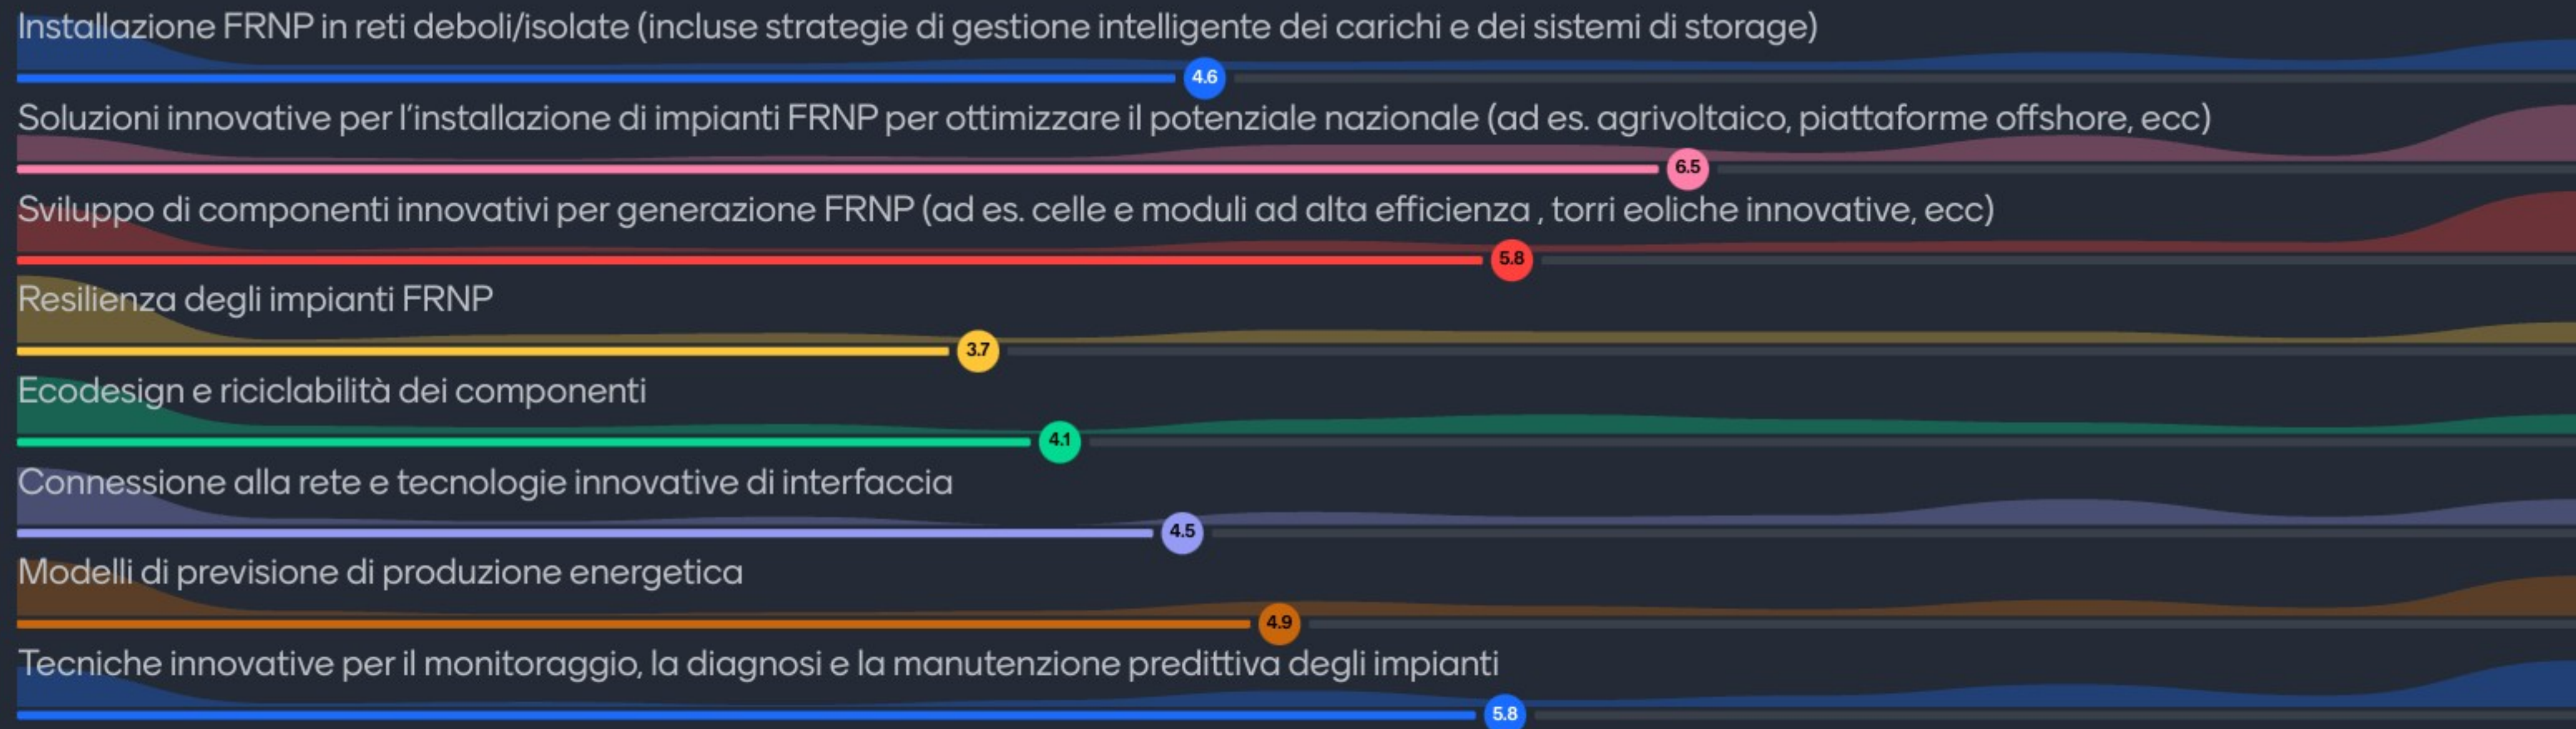 Installazione FRNP in reti deboli/isolate (incluse strategie di gestione intelligente dei carichi e dei sistemi di storage)
4.6
Soluzioni innovative per l'installazione di impianti FRNP per ottimizzare il potenziale nazionale (ad es. agrivoltaico, piattaforme offshore, ecc)
6.5
Sviluppo di componenti innovativi per generazione FRNP (ad es. celle e moduli ad alta efficienza , torri eoliche innovative, ecc)
5.8
Resilienza degli impianti FRNP
3.7
Ecodesign e riciclabilità dei componenti
4.1
Connessione alla rete e tecnologie innovative di interfaccia
4.5
Modelli di previsione di produzione energetica
4.9
Tecniche innovative per il monitoraggio, la diagnosi e la manutenzione predittiva degli impianti
5.8